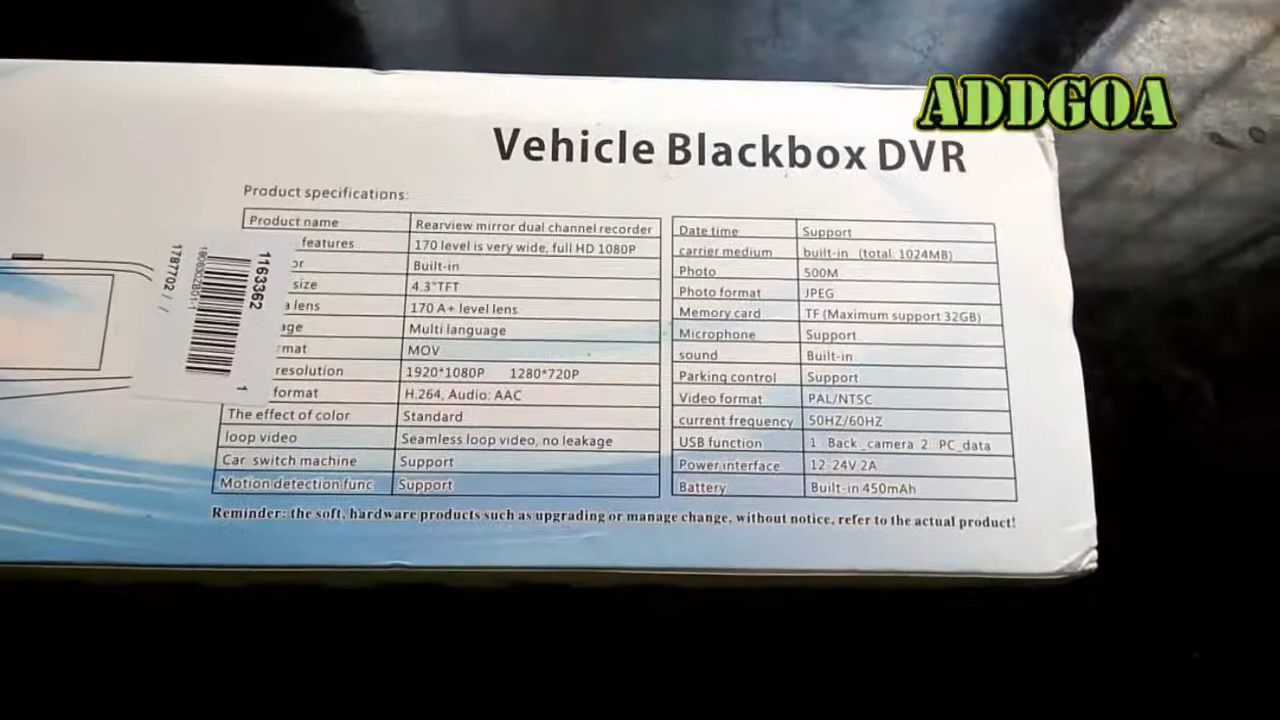 ADDGOA
Vehicle Blackbox DVR
Product specifications:
Product name Rearview mirror dual channel recorder
features 170 level is very wide, full HD 1080P
or Built-in
size 4.3"TFT
lens 170 A+ level lens
age Multi language
mat MOV
resolution 1920*1080P 1280*720P
format H.264, Audio: AAC
The effect of color Standard
loop video Seamless loop video, no leakage
Car switch machine Support
Motion detection func Support
Date time Support
carrier medium built-in (total 1024MB)
Photo 500M
Photo format JPEG
Memory card TF (Maximum support 32GB)
Microphone Support
sound Built-in
Parking control Support
Video format PAL/NTSC
current frequency 50HZ/60HZ
USB function 1 Back_camera 2: PC_data
Power interface 12-24V 2A
Battery Built-in 450mAh
Reminder: the soft, hardware products such as upgrading or manage change, without notice, refer to the actual product!
1163362
1
1787702 / /